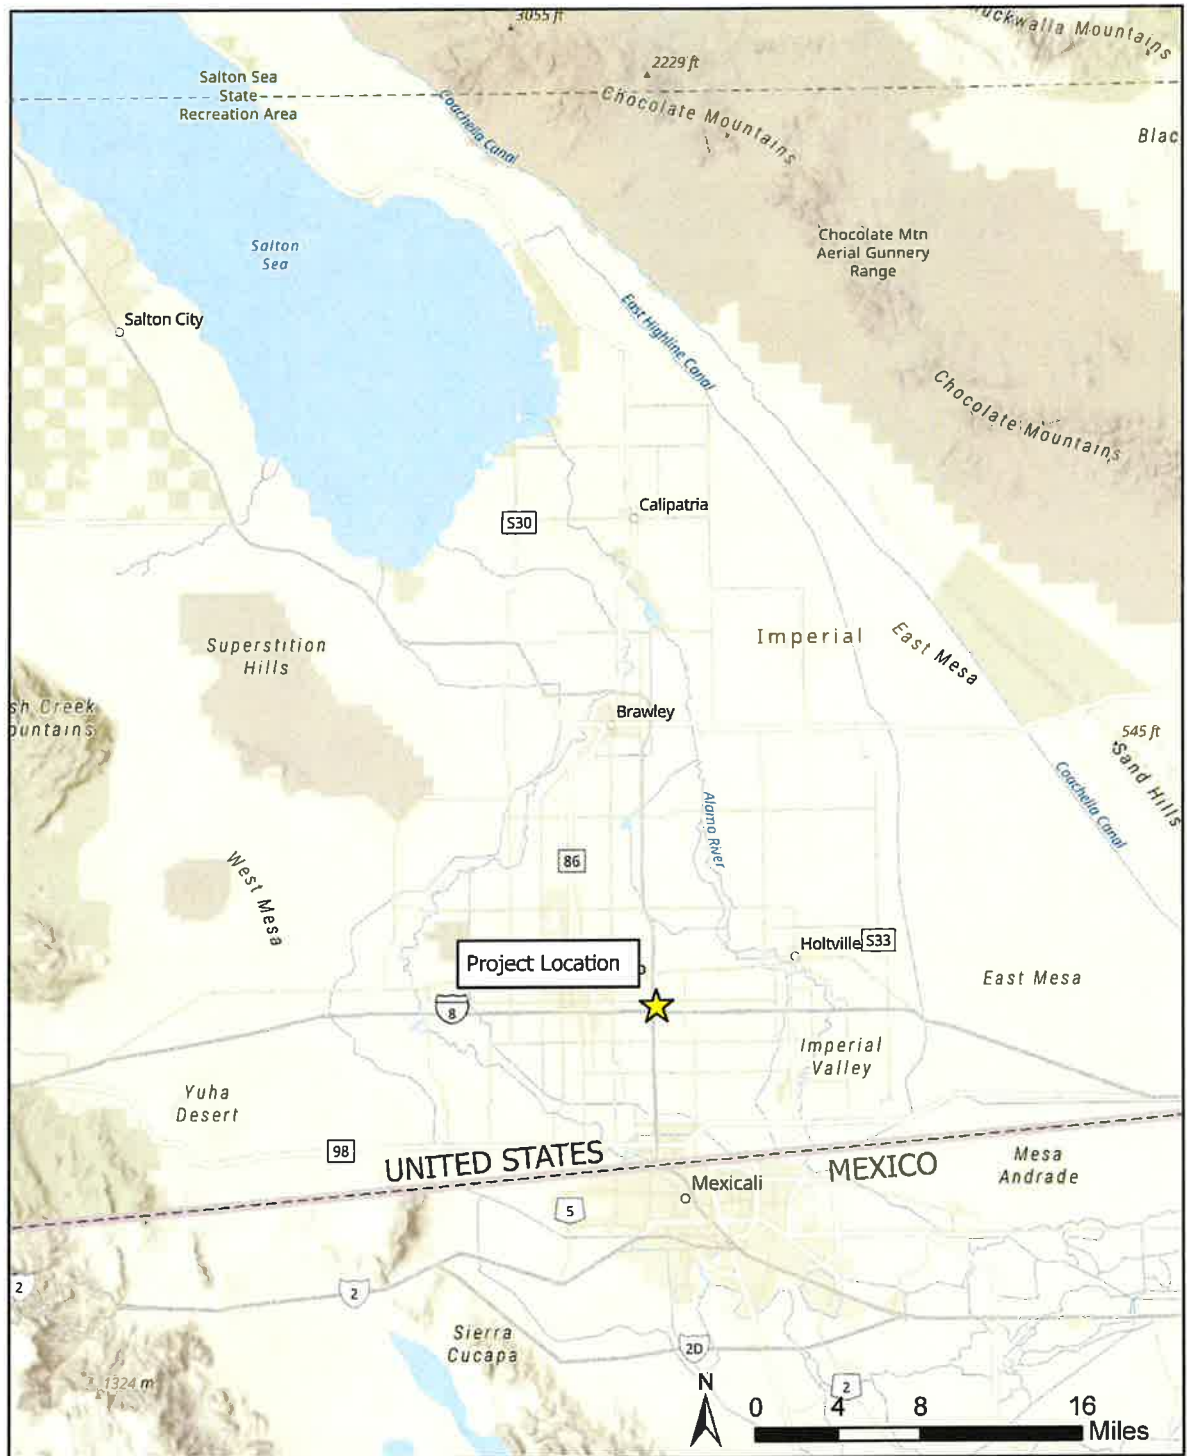 3055 ft
uckwalla Mountains
2229 ft
Salton Sea
State
Recreation Area
Coachella Canal
Chocolate Mountains
Blac
Salton
Sea
Chocolate Mtn
Aerial Gunnery
Range
Salton City
East Highline Canal
Chocolate Mountains
Calipatria
S30
Superstition
Hills
Imperial
East Mesa
sh Creek
ountains
Brawley
545 ft
Sand Hills
Coachella Canal
Alamo River
86
West Mesa
Holtville
S33
Project Location
East Mesa
8
Imperial
Valley
Yuha
Desert
98
UNITED STATES
MEXICO
Mesa
Andrade
Mexicali
5
2
2
Sierra
Cucapa
2D
1324 m
2
N
0 4 8 16
Miles